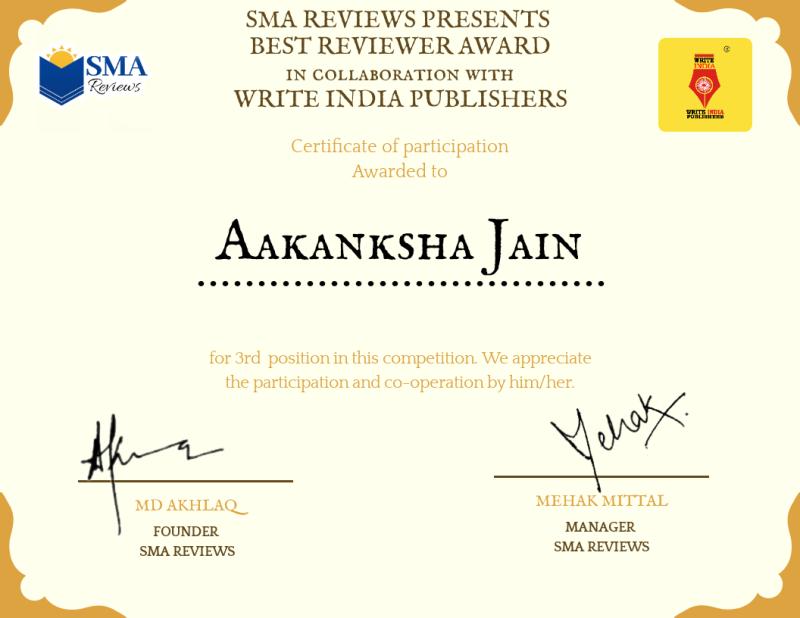 SMA REVIEWS PRESENTS
BEST REVIEWER AWARD
IN COLLABORATION WITH
WRITE INDIA PUBLISHERS
SMA
Reviews
WRITE
INDIA
WRITE INDIA
PUBLISHERS
Certificate of participation
Awarded to
AAKANKSHA JAIN
for 3rd position in this competition. We appreciate
the participation and co-operation by him/her.
Mehak
MD AKHLAQ
FOUNDER
SMA REVIEWS
MEHAK MITTAL
MANAGER
SMA REVIEWS